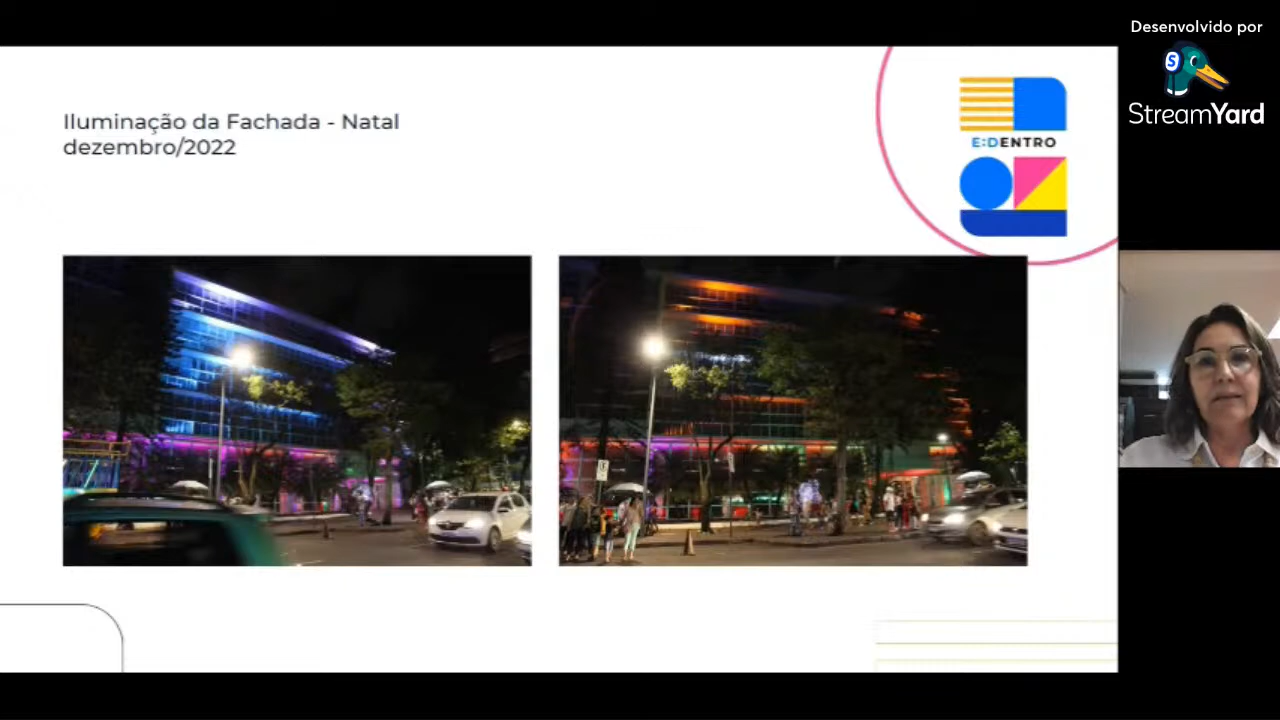 Iluminação da Fachada - Natal
dezembro/2022
E:DENTRO
Desenvolvido por
S
StreamYard